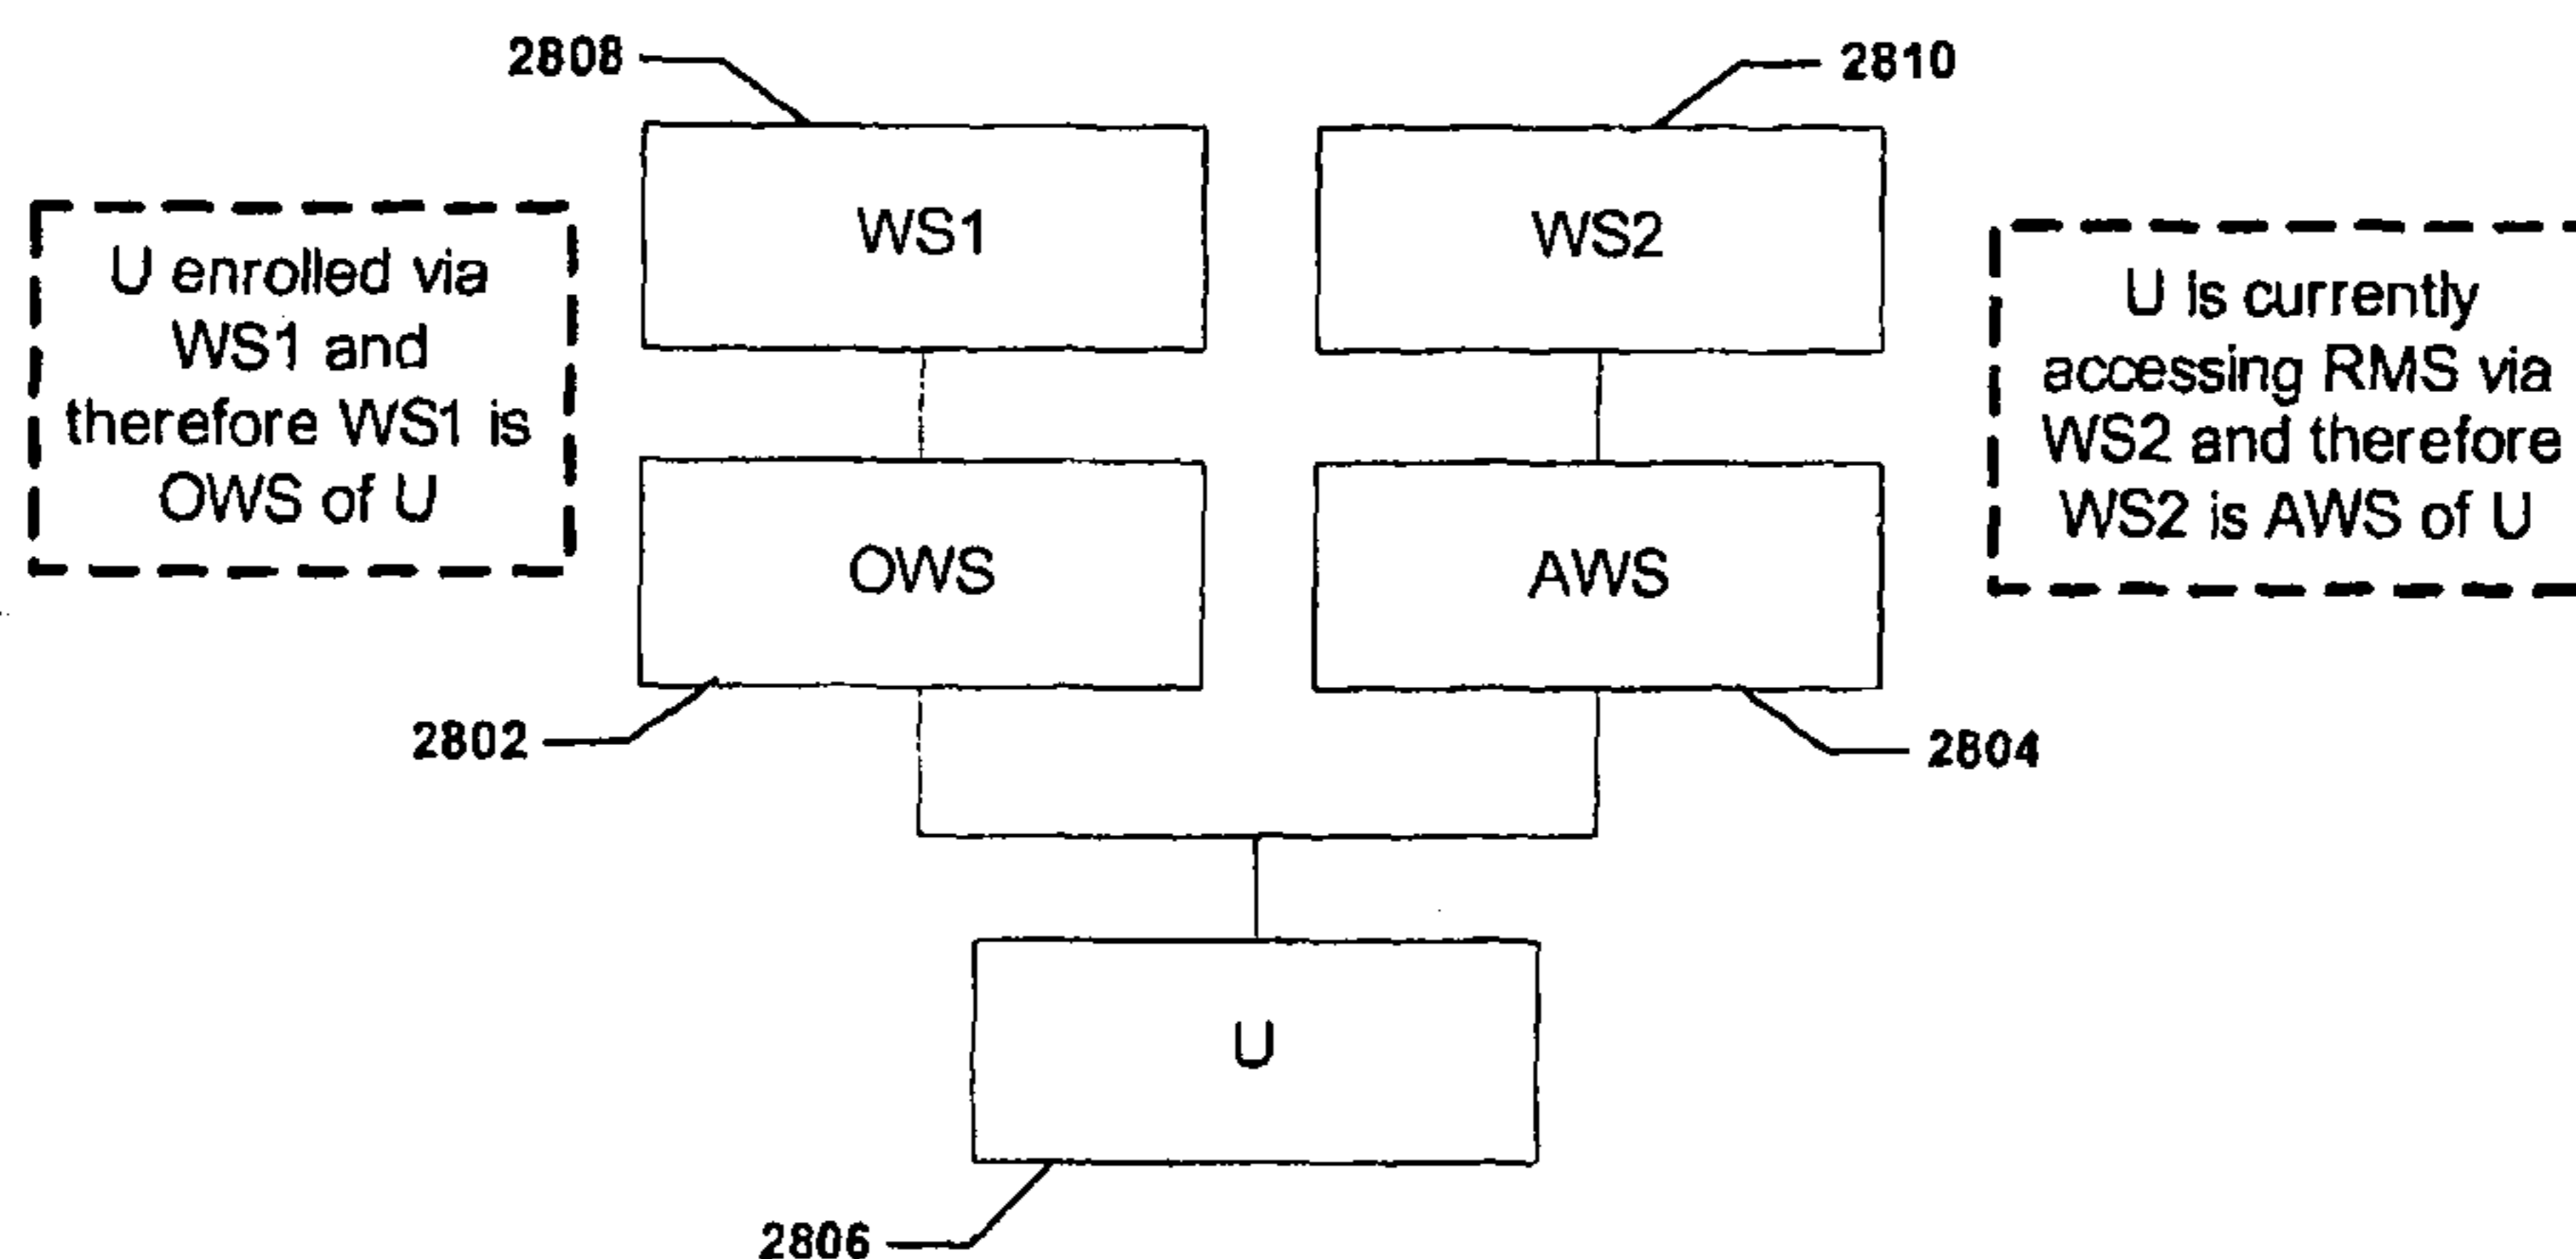 2808
2810
WS1
WS2
U enrolled via
WS1 and
therefore WS1 is
OWS of U
U is currently
accessing RMS via
WS2 and therefore
WS2 is AWS of U
OWS
AWS
2802
2804
U
2806